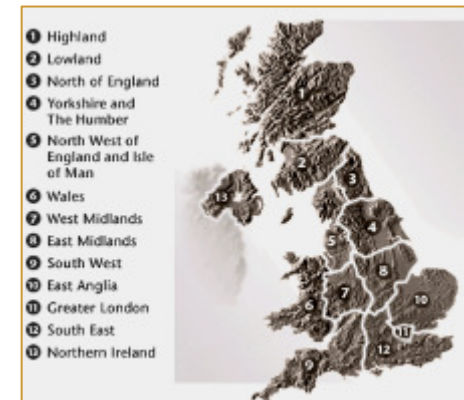 1 Highland
2 Lowland
3 North of England
4 Yorkshire and
The Humber
5 North West of
England and Isle
of Man
6 Wales
7 West Midlands
8 East Midlands
9 South West
10 East Anglia
11 Greater London
12 South East
13 Northern Ireland
1
2
3
13
4
5
8
10
7
6
11
12
9